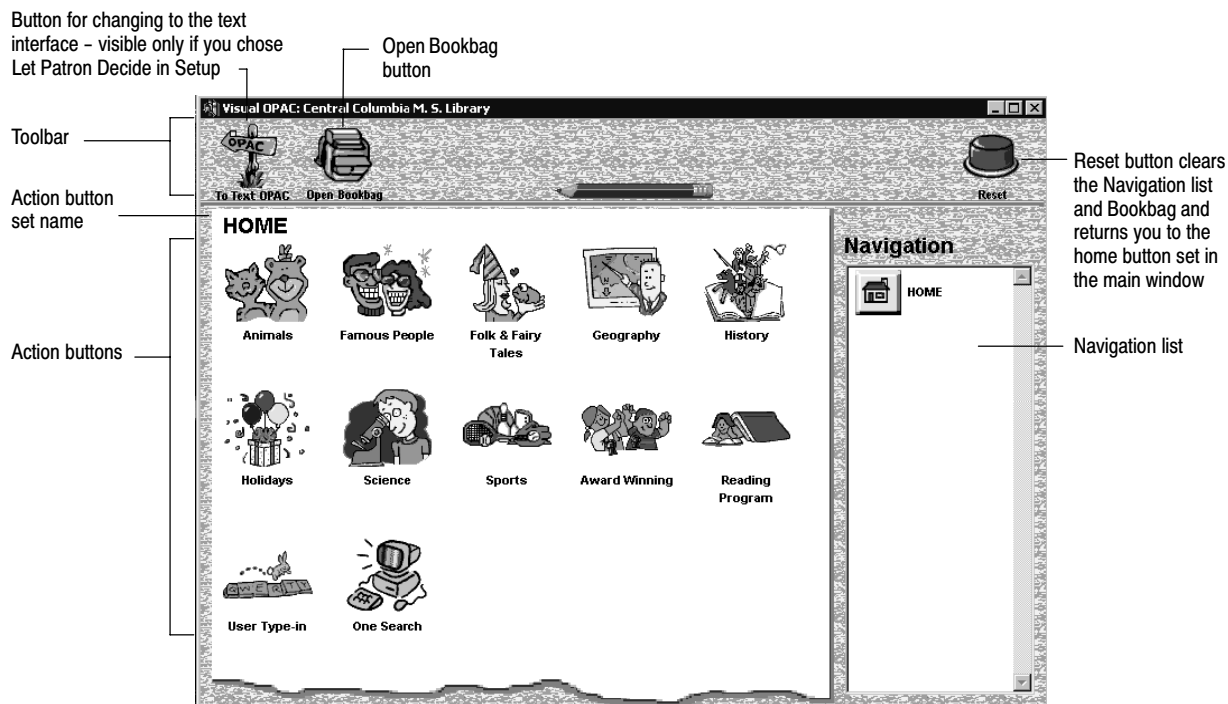 Button for changing to the text
interface – visible only if you chose
Let Patron Decide in Setup
Open Bookbag
button
Toolbar
Action button
set name
Action buttons
Visual OPAC: Central Columbia M. S. Library
OPAC
To Text OPAC
Open Bookbag
Reset
Reset button clears
the Navigation list
and Bookbag and
returns you to the
home button set in
the main window
HOME
Animals
Famous People
Folk & Fairy
Tales
Geography
History
Holidays
Science
Sports
Award Winning
Reading
Program
QWERTY
User Type-in
One Search
Navigation
HOME
Navigation list